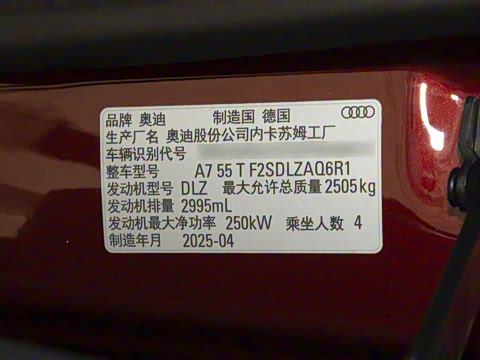 品牌 奥迪 制造国 德国
生产厂名 奥迪股份公司内卡苏姆工厂
车辆识别代号
整车型号 A7 55 T F2SDLZAQ6R1
发动机型号 DLZ 最大允许总质量 2505kg
发动机排量 2995mL
发动机最大净功率 250kW 乘坐人数 4
制造年月 2025-04